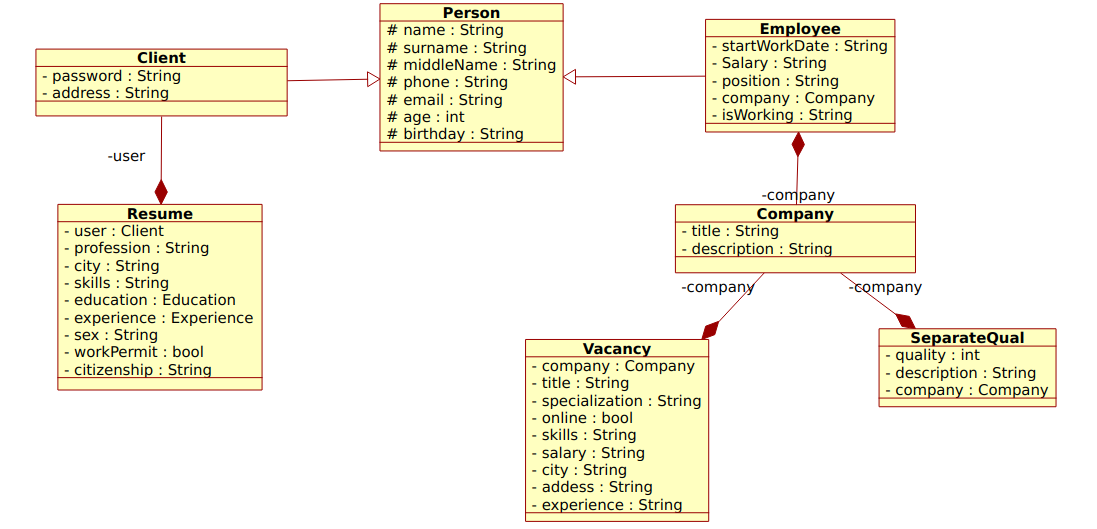 Person
# name : String
# surname : String
# middleName : String
# phone : String
# email : String
# age : int
# birthday : String
Employee
- startWorkDate : String
- Salary : String
- position : String
- company : Company
- isWorking : String
Client
- password : String
- address : String
-user
-company
Resume
- user : Client
- profession : String
- city : String
- skills : String
- education : Education
- experience : Experience
- sex : String
- workPermit : bool
- citizenship : String
Company
- title : String
- description : String
-company
-company
Vacancy
- company : Company
- title : String
- specialization : String
- online : bool
- skills : String
- salary : String
- city : String
- addess : String
- experience : String
SeparateQual
- quality : int
- description : String
- company : Company